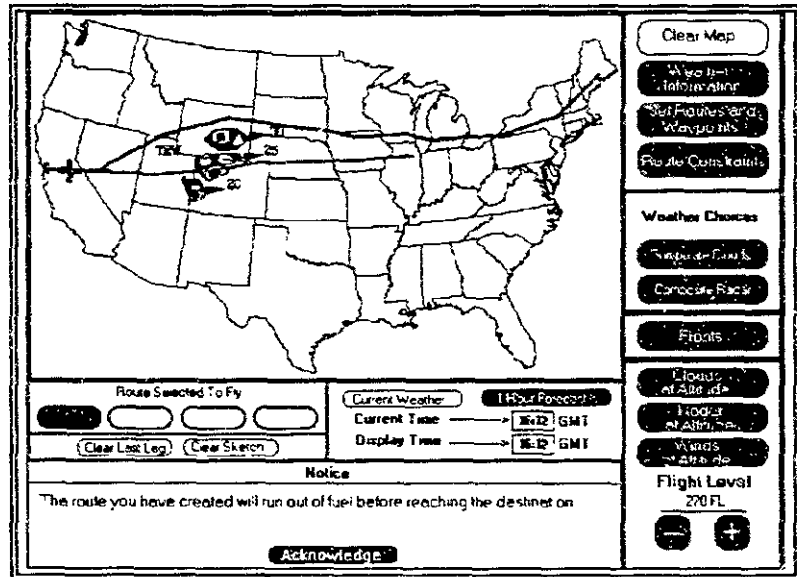 Clear Map
Weather
Information
Set Routes and
Waypoints
Route Constraints
25
20
Weather Choices
Composite Clouds
Composite Radar
Fronts
Clouds
at Altitude
Radar
at Altitude
Winds
at Altitude
Flight Level
270 FL
− +
Route Selected To Fly
Clear Last Leg Clear Sketch
Current Weather 1 Hour Forecast
Current Time GMT
Display Time GMT
Notice
The route you have created will run out of fuel before reaching the destination
Acknowledge